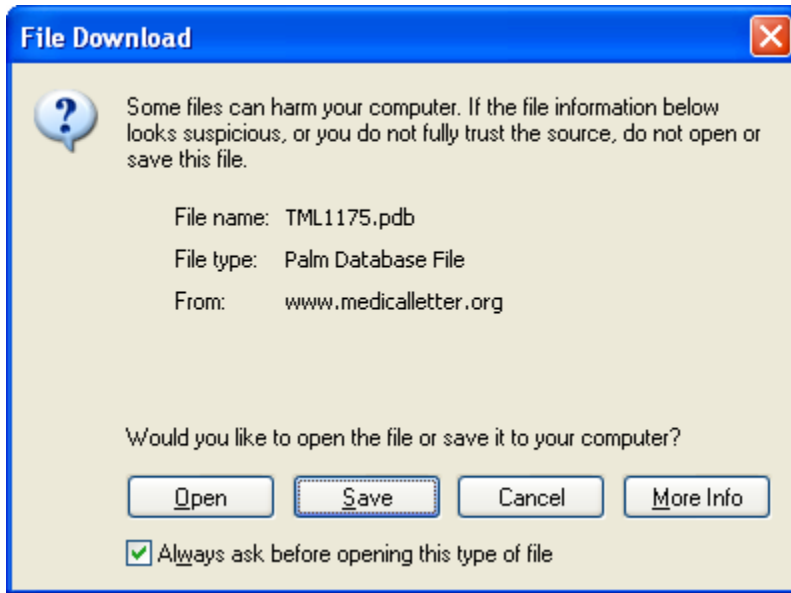 File Download
Some files can harm your computer. If the file information below
looks suspicious, or you do not fully trust the source, do not open or
save this file.
File name: TML1175.pdb
File type: Palm Database File
From: www.medicalletter.org
Would you like to open the file or save it to your computer?
Open Save Cancel More Info
Always ask before opening this type of file